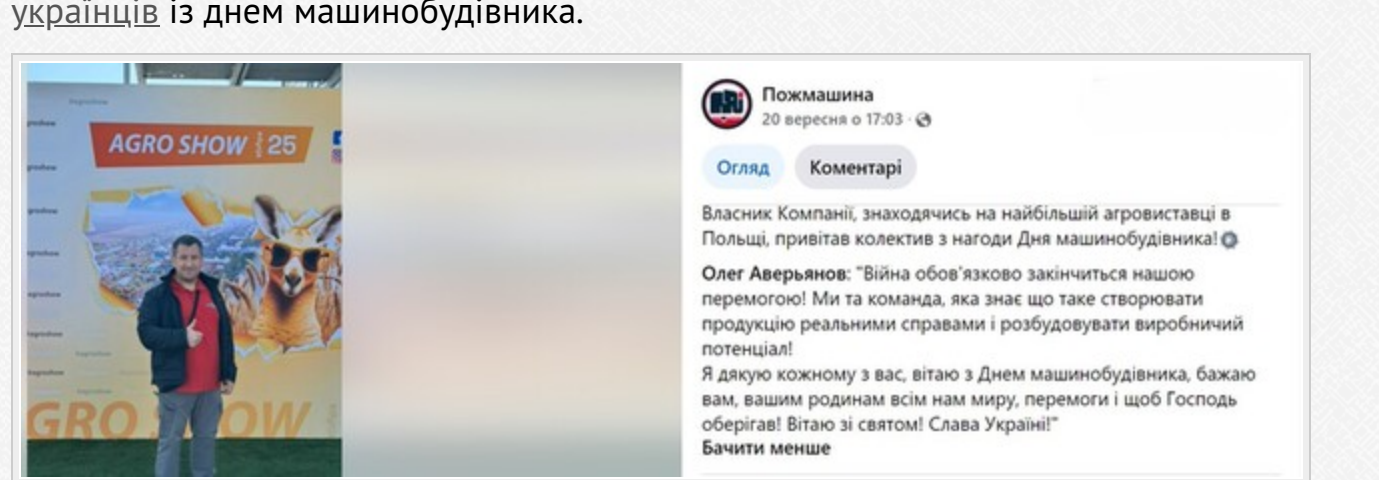 українців із днем машинобудівника.
AGRO SHOW 25
AGRO SHOW
Пожмашина
20 вересня о 17:03 ·
Огляд
Коментарі
Власник Компанії, знаходячись на найбільшій агровиставці в
Польщі, привітав колектив з нагоди Дня машинобудівника!
Олег Аверьянов: "Війна обов'язково закінчиться нашою
перемогою! Ми та команда, яка знає що таке створювати
продукцію реальними справами і розбудовувати виробничий
потенціал!
Я дякую кожному з вас, вітаю з Днем машинобудівника, бажаю
вам, вашим родинам всім нам миру, перемоги і щоб Господь
оберігав! Вітаю зі святом! Слава Україні!"
Бачити менше